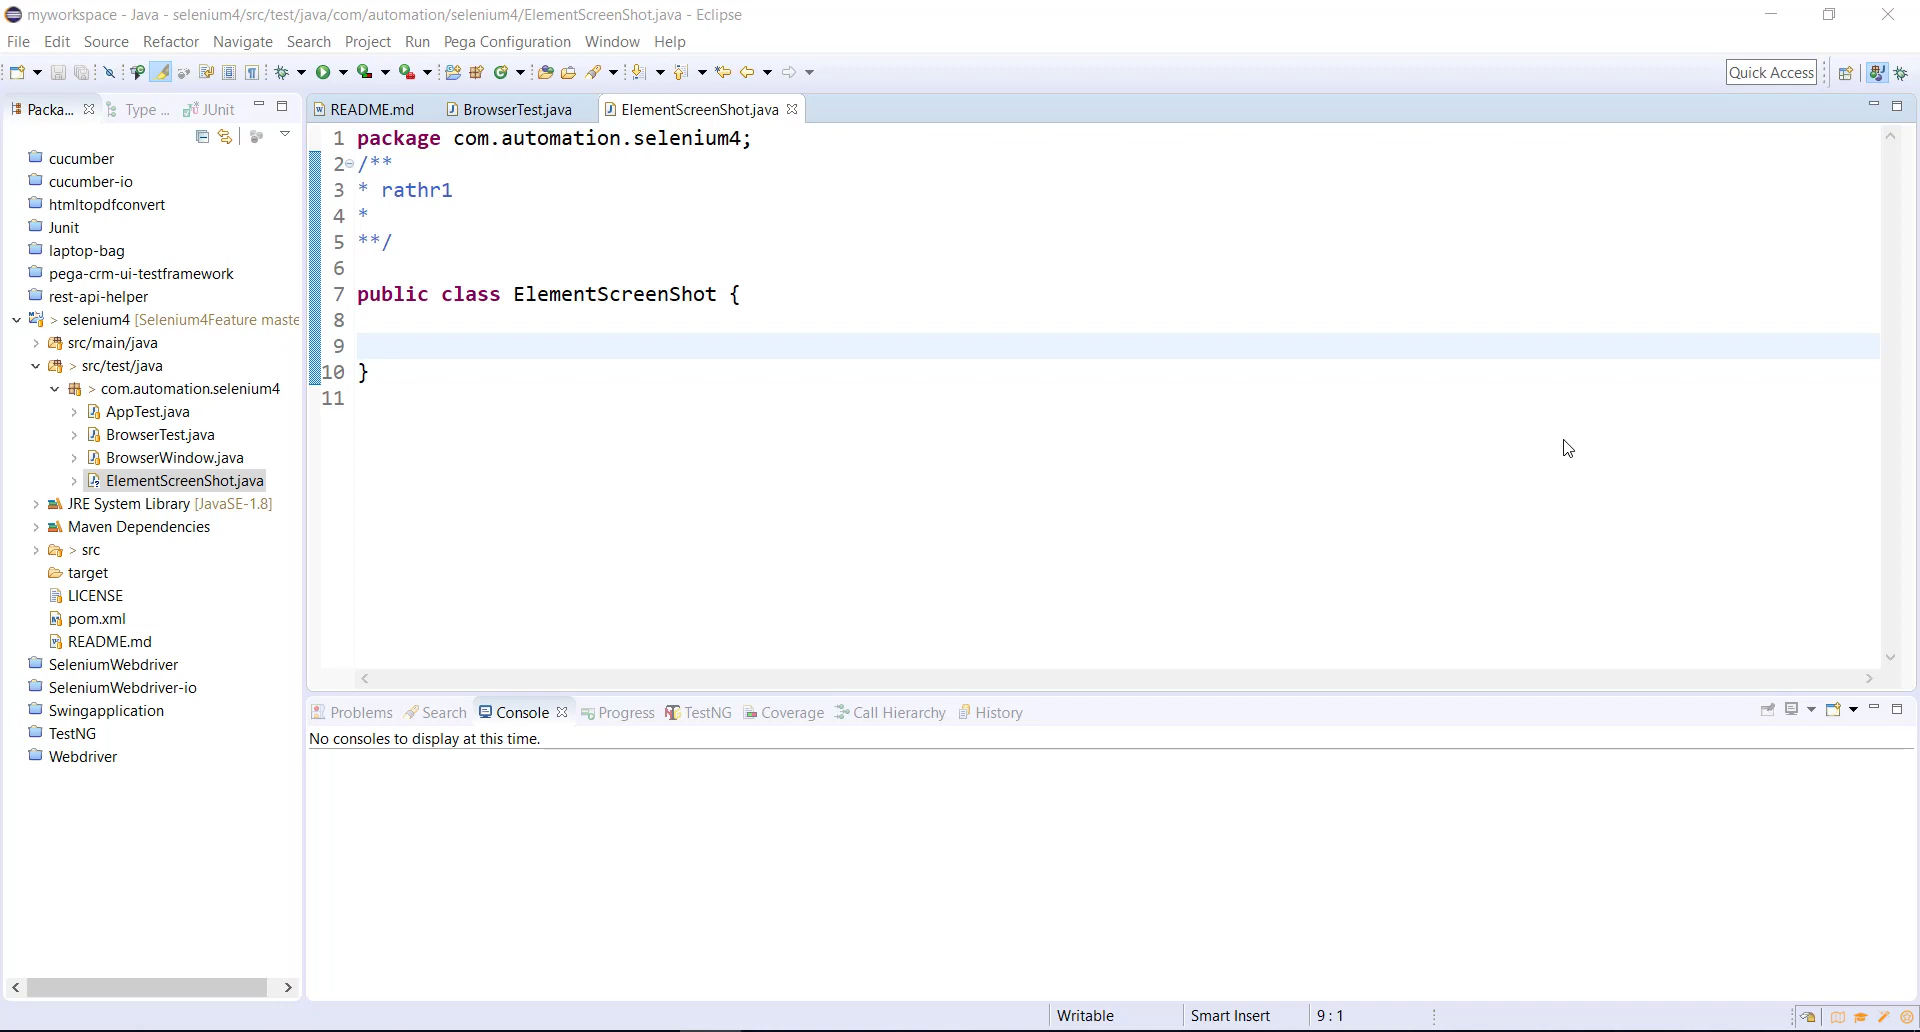 myworkspace - Java - selenium4/src/test/java/com/automation/selenium4/ElementScreenShot.java - Eclipse
File Edit Source Refactor Navigate Search Project Run Pega Configuration Window Help
Quick Access
Packa... Type ... JUnit
README.md BrowserTest.java ElementScreenShot.java
cucumber
cucumber-io
htmltopdfconvert
Junit
laptop-bag
pega-crm-ui-testframework
rest-api-helper
> selenium4 [Selenium4Feature maste
src/main/java
> src/test/java
> com.automation.selenium4
AppTest.java
BrowserTest.java
BrowserWindow.java
ElementScreenShot.java
JRE System Library [JavaSE-1.8]
Maven Dependencies
> src
target
LICENSE
pom.xml
README.md
SeleniumWebdriver
SeleniumWebdriver-io
Swingapplication
TestNG
Webdriver
1 package com.automation.selenium4;
2 /**
3 * rathr1
4 *
5 **/
6
7 public class ElementScreenShot {
8
9
10 }
11
Problems Search Console Progress TestNG Coverage Call Hierarchy History
No consoles to display at this time.
Writable Smart Insert 9 : 1